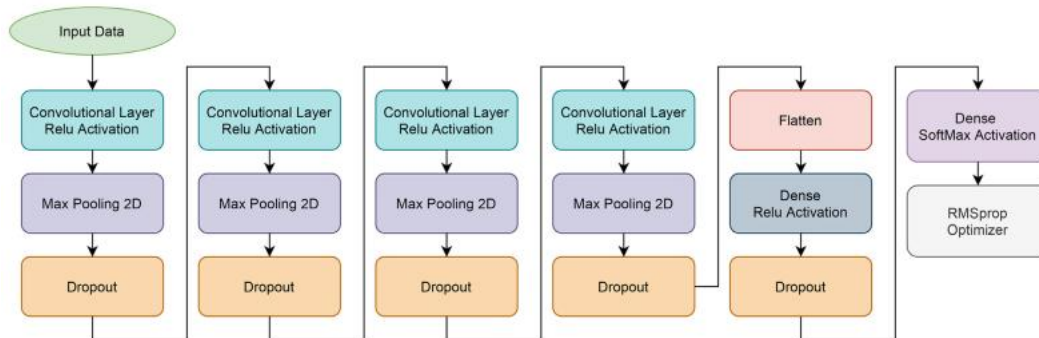 Input Data
Convolutional Layer
Relu Activation
Max Pooling 2D
Dropout
Convolutional Layer
Relu Activation
Max Pooling 2D
Dropout
Convolutional Layer
Relu Activation
Max Pooling 2D
Dropout
Convolutional Layer
Relu Activation
Max Pooling 2D
Dropout
Flatten
Dense
Relu Activation
Dropout
Dense
SoftMax Activation
RMSprop
Optimizer